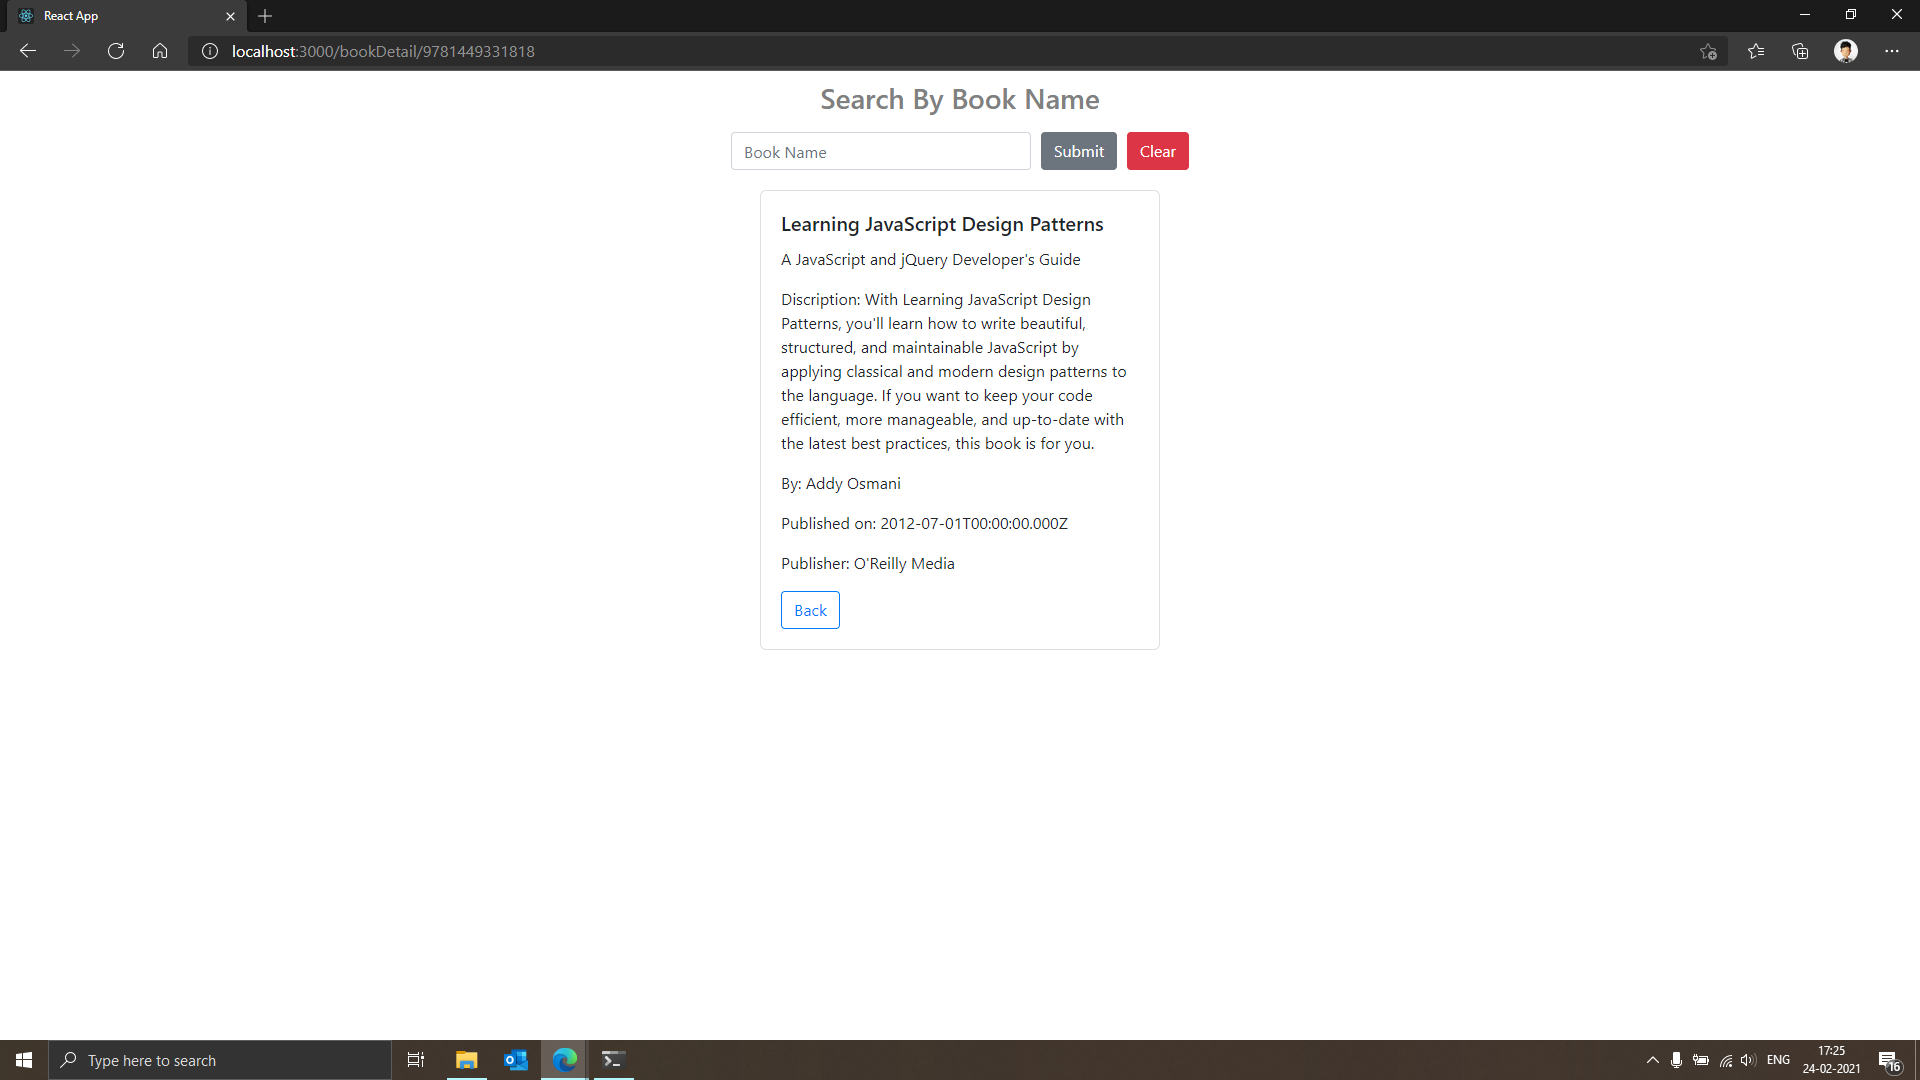 React App
localhost:3000/bookDetail/9781449331818
Search By Book Name
Book Name
Submit
Clear
Learning JavaScript Design Patterns
A JavaScript and jQuery Developer's Guide
Discription: With Learning JavaScript Design
Patterns, you'll learn how to write beautiful,
structured, and maintainable JavaScript by
applying classical and modern design patterns to
the language. If you want to keep your code
efficient, more manageable, and up-to-date with
the latest best practices, this book is for you.
By: Addy Osmani
Published on: 2012-07-01T00:00:00.000Z
Publisher: O'Reilly Media
Back
Type here to search
ENG
17:25
24-02-2021
16